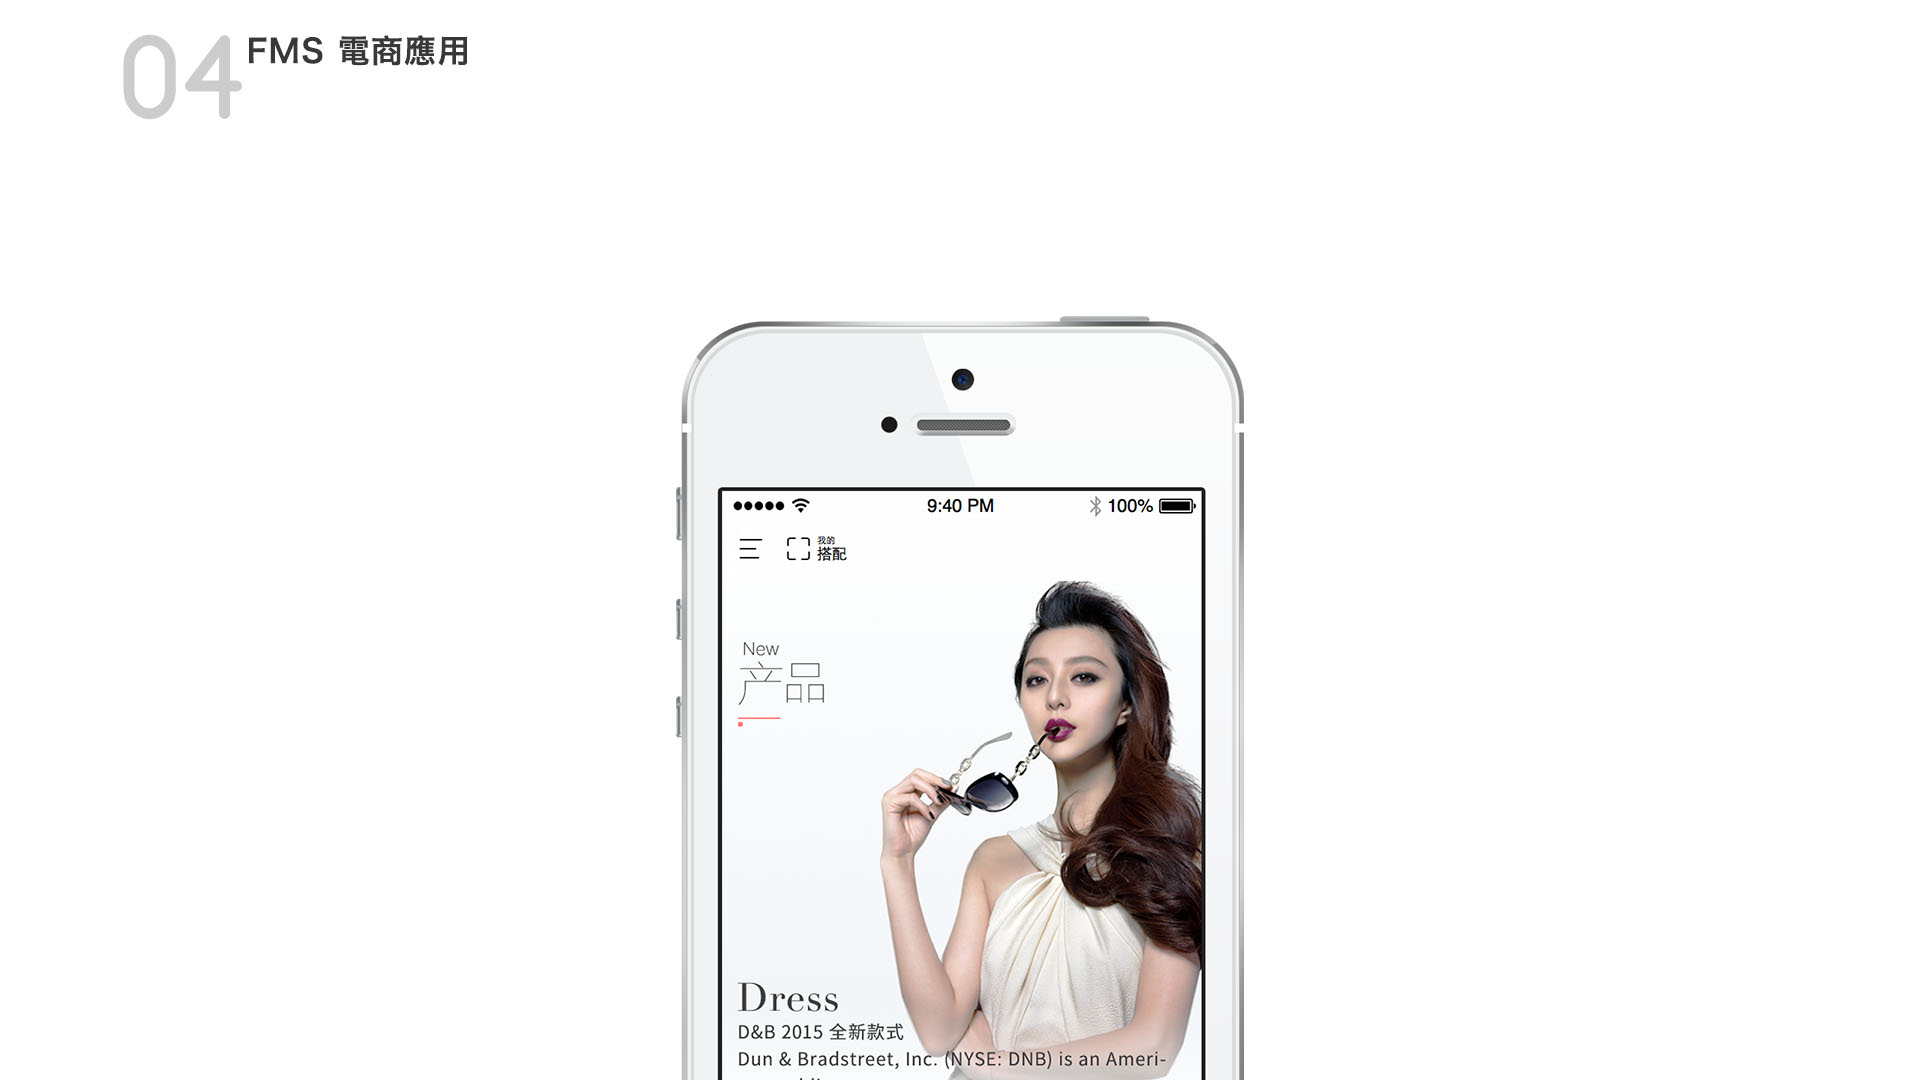 04 FMS 電商應用
9:40 PM 100%
我的
搭配
New
产品
Dress
D&B 2015 全新款式
Dun & Bradstreet, Inc. (NYSE: DNB) is an Ameri-